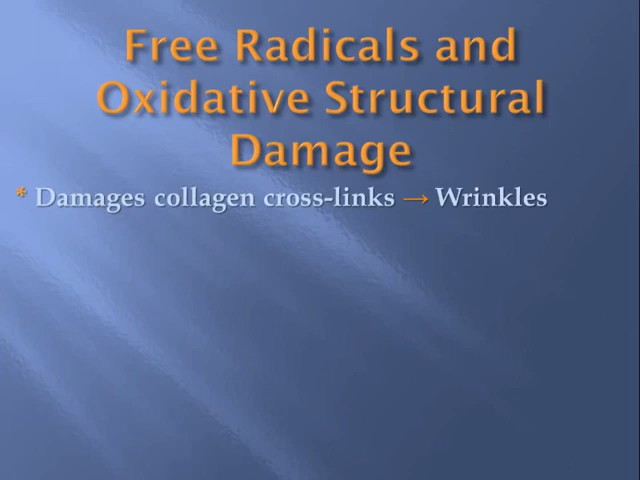 Free Radicals and
Oxidative Structural
Damage
* Damages collagen cross-links → Wrinkles